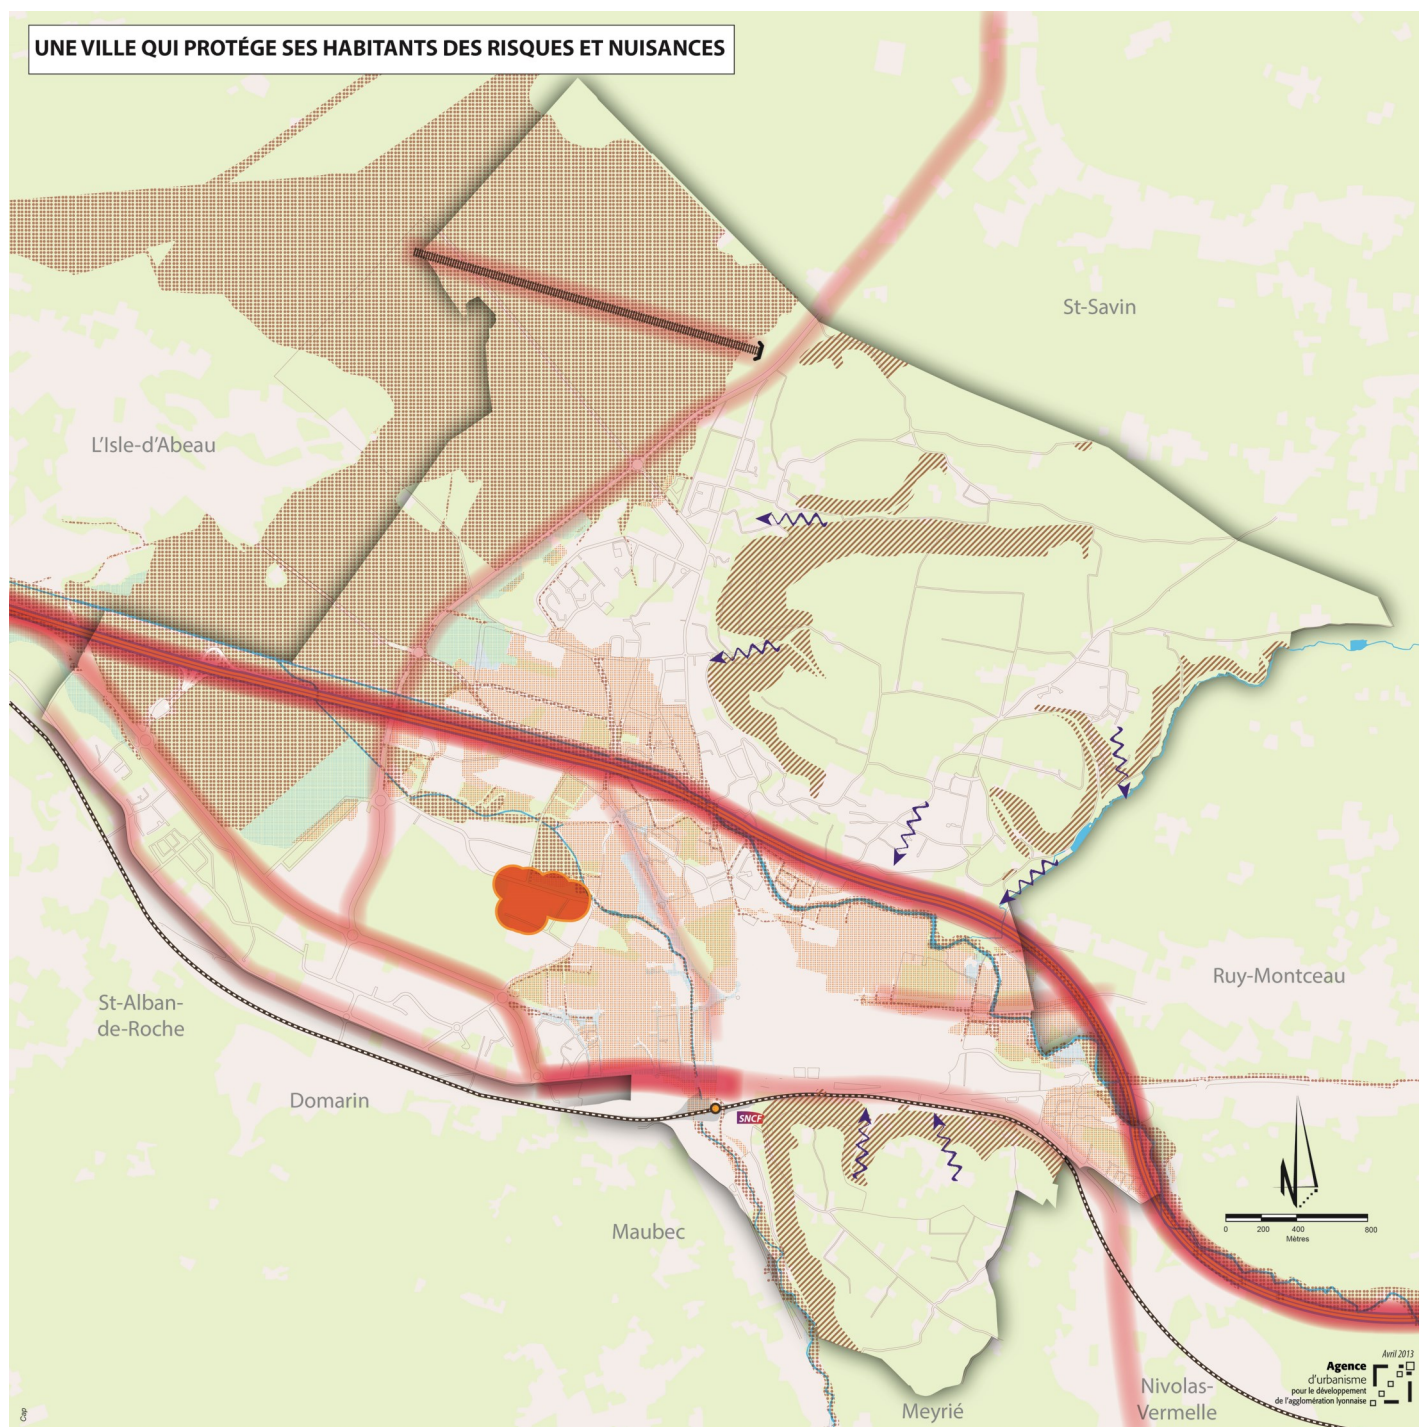 UNE VILLE QUI PROTÉGE SES HABITANTS DES RISQUES ET NUISANCES
St-Savin
L'Isle-d'Abeau
Ruy-Montceau
St-Alban-
de-Roche
Domarin
SNCF
Maubec
N
0 200 400 800
Mètres
Avril 2013
Agence
d'urbanisme
pour le développement
de l'agglomération lyonnaise
Nivolas-
Vermelle
Meyrié
Cap